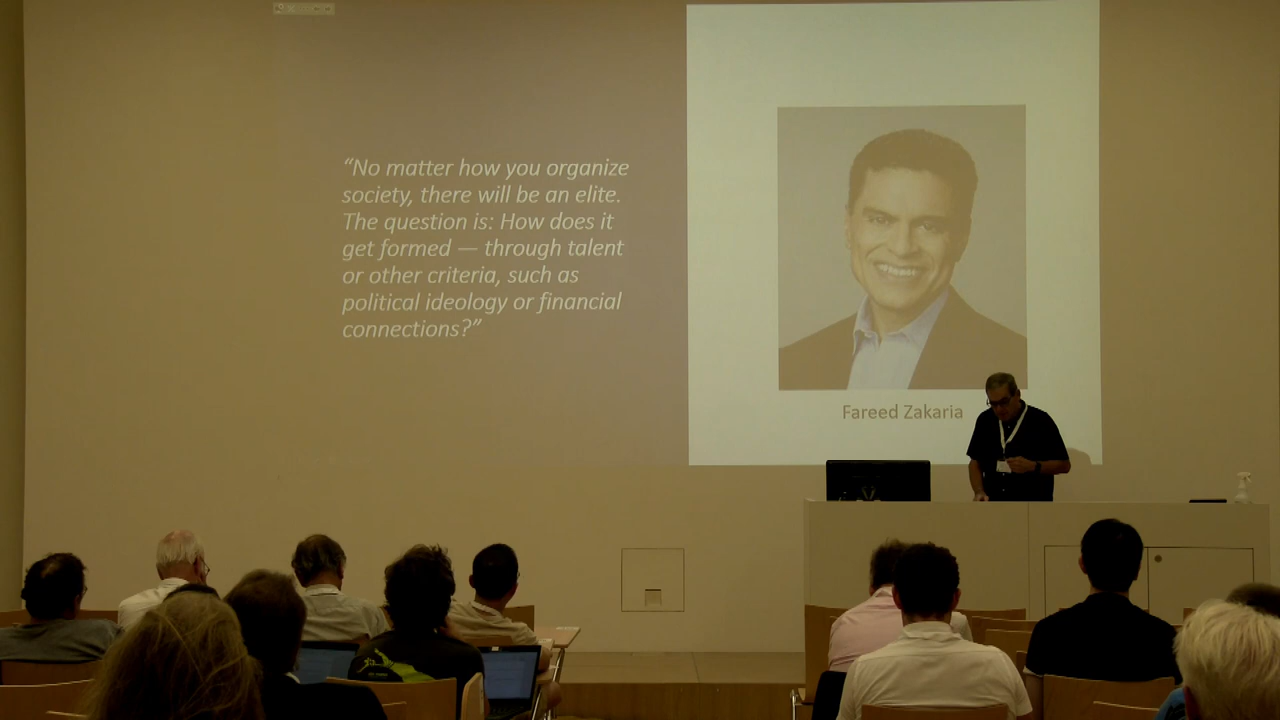 “No matter how you organize
society, there will be an elite.
The question is: How does it
get formed — through talent
or other criteria, such as
political ideology or financial
connections?”
Fareed Zakaria